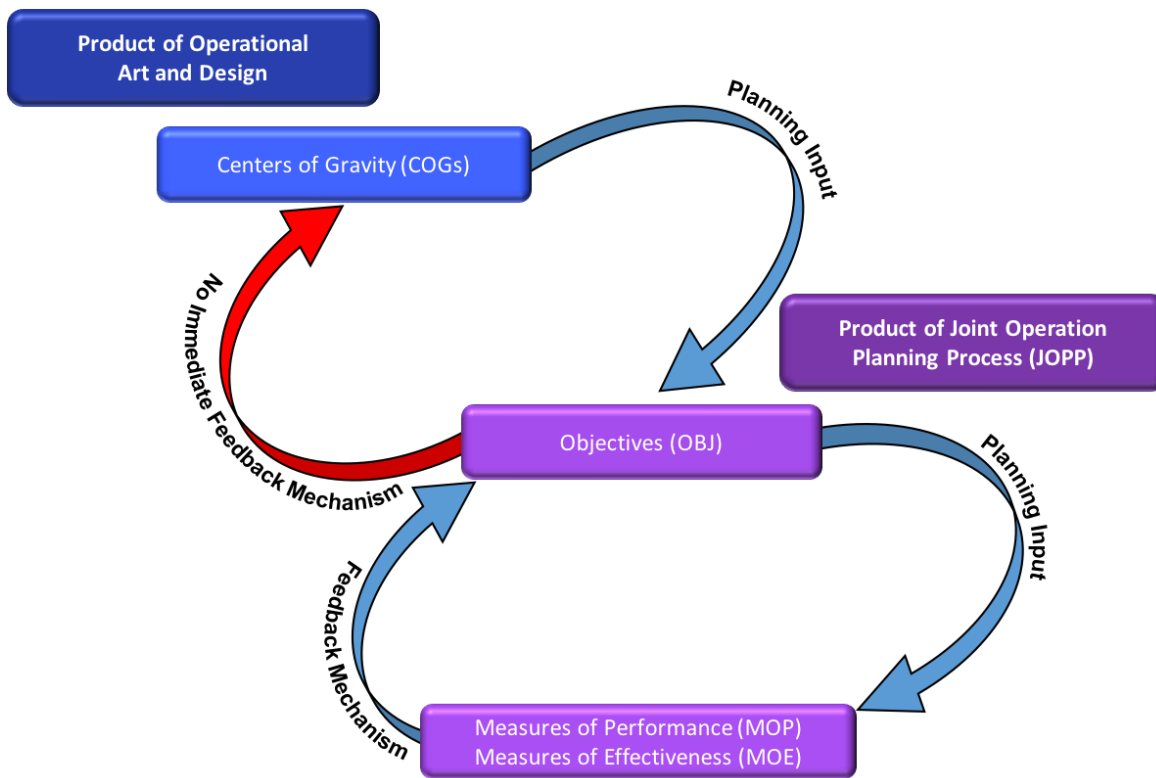 Product of Operational
Art and Design
Planning Input
Centers of Gravity (COGs)
No Immediate Feedback Mechanism
Product of Joint Operation
Planning Process (JOPP)
Objectives (OBJ)
Planning Input
Feedback Mechanism
Measures of Performance (MOP)
Measures of Effectiveness (MOE)